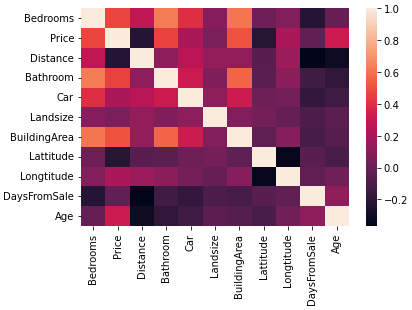 Bedrooms
Price
Distance
Bathroom
Car
Landsize
BuildingArea
Lattitude
Longtitude
DaysFromSale
Age
Bedrooms
Price
Distance
Bathroom
Car
Landsize
BuildingArea
Lattitude
Longtitude
DaysFromSale
Age
1.0
0.8
0.6
0.4
0.2
0.0
−0.2